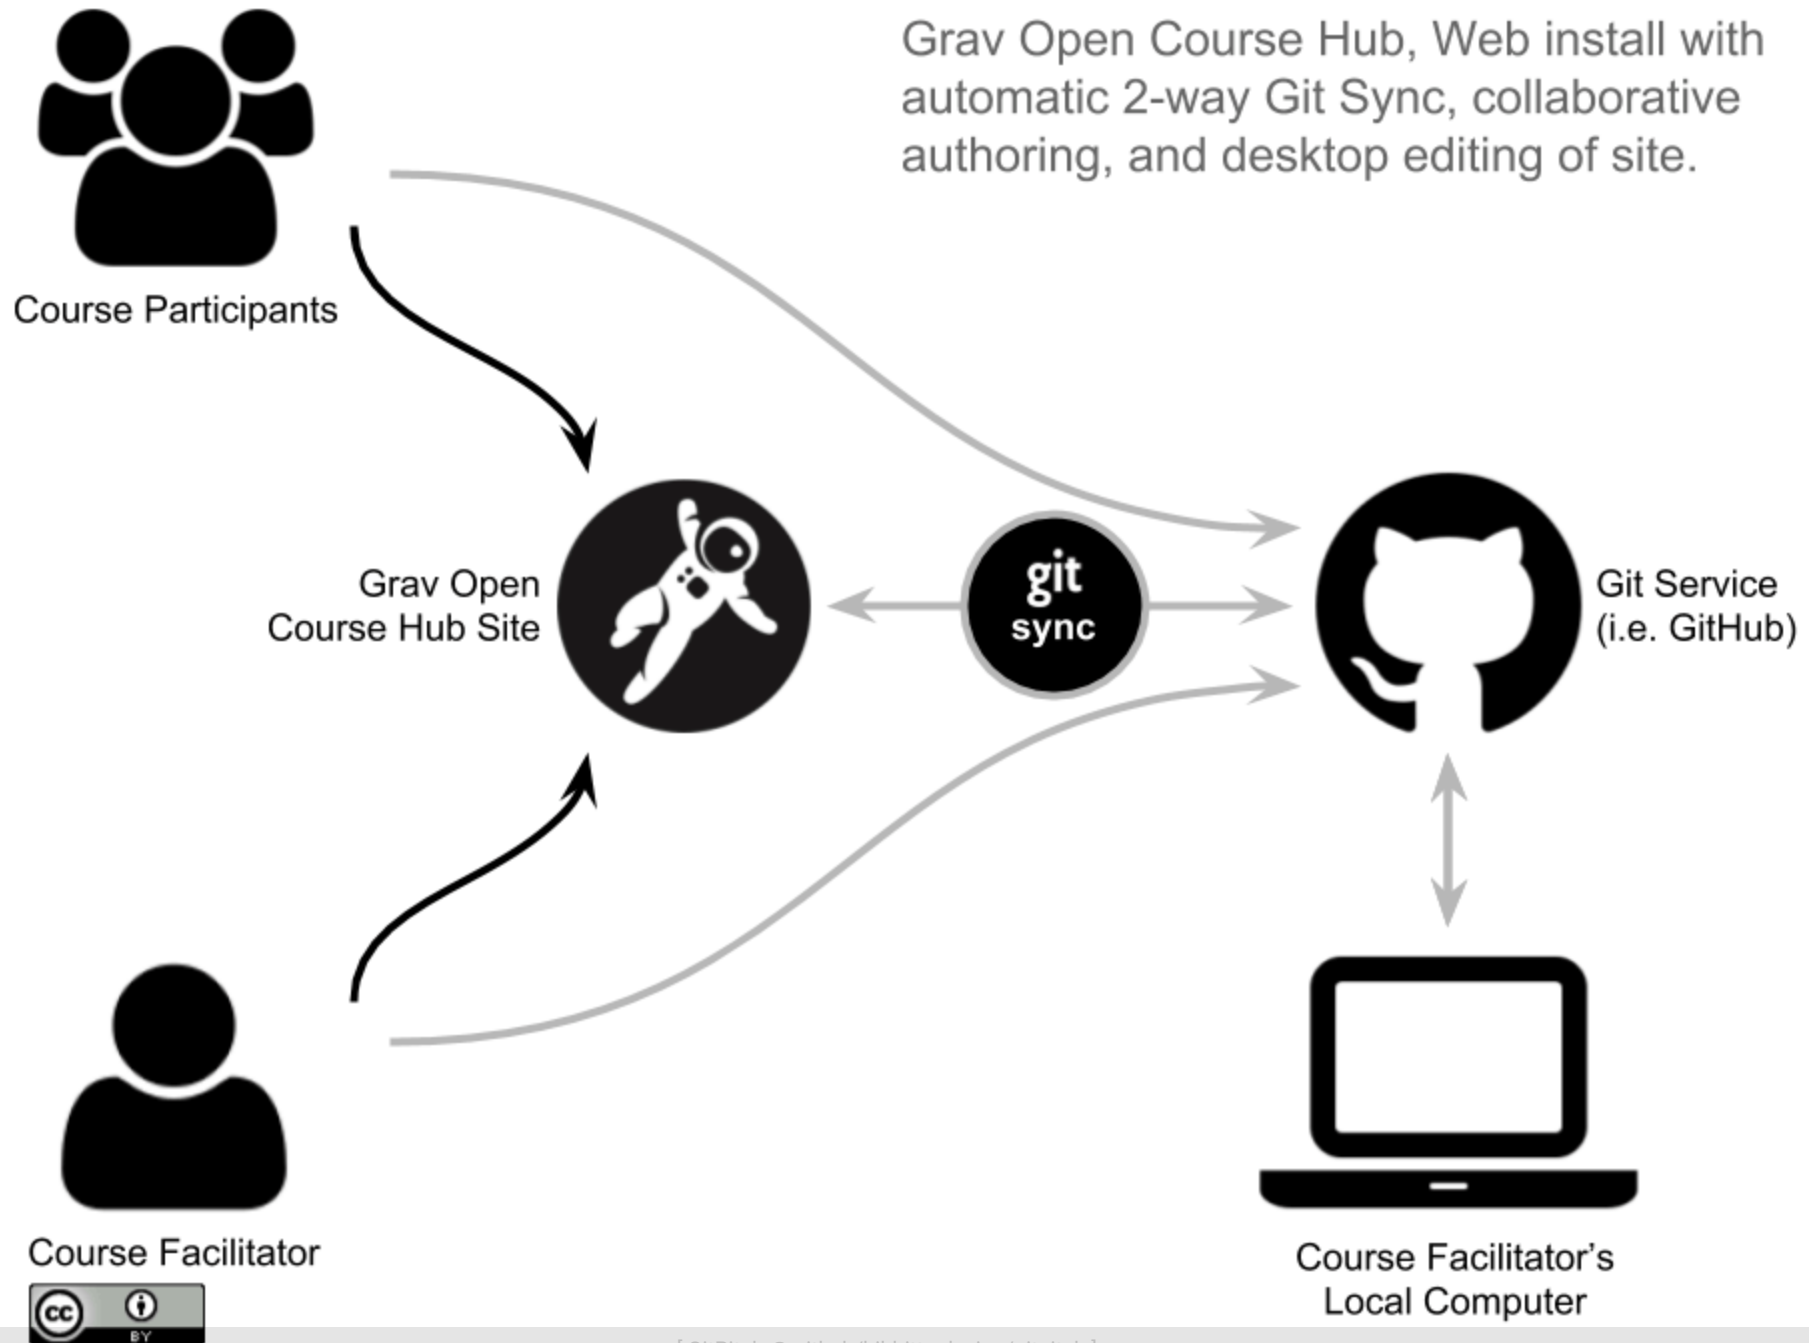 Grav Open Course Hub, Web install with
automatic 2-way Git Sync, collaborative
authoring, and desktop editing of site.
Course Participants
Grav Open
Course Hub Site
git
sync
Git Service
(i.e. GitHub)
Course Facilitator
Course Facilitator’s
Local Computer
cc
BY